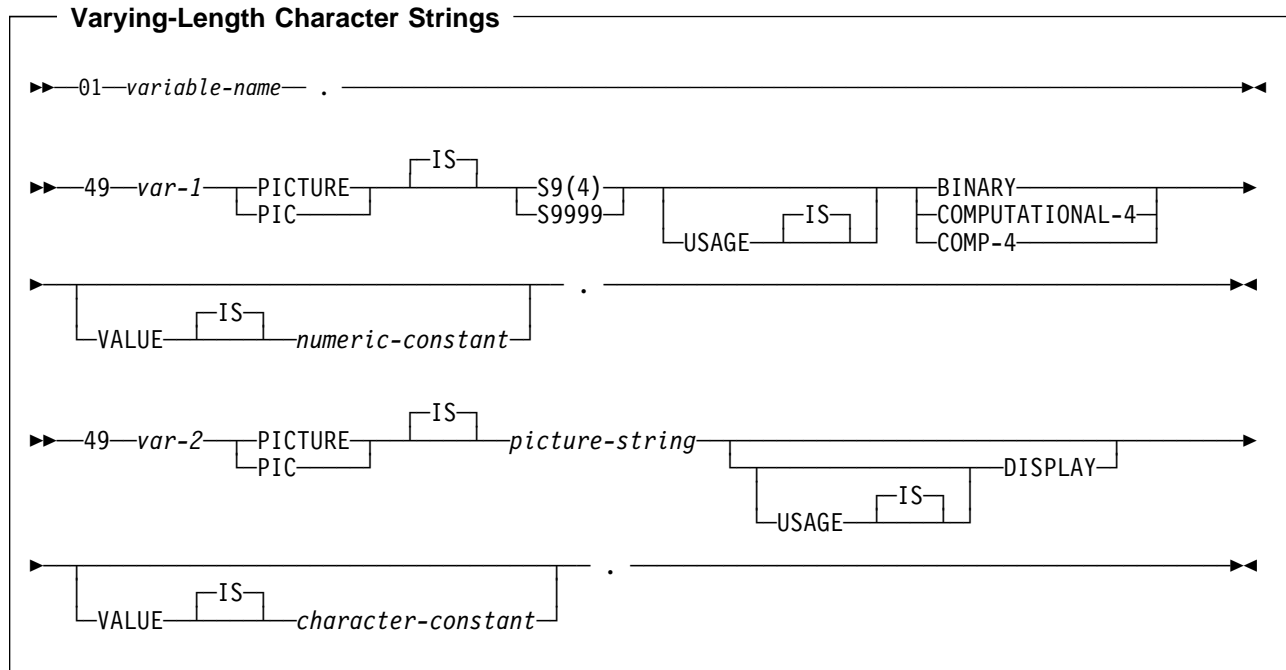 Varying-Length Character Strings
01 variable-name .
IS
49 var-1 PICTURE S9(4) BINARY
PIC S9999 IS COMPUTATIONAL-4
USAGE COMP-4
.
IS
VALUE numeric-constant
IS
49 var-2 PICTURE picture-string
PIC DISPLAY
IS
USAGE
.
IS
VALUE character-constant